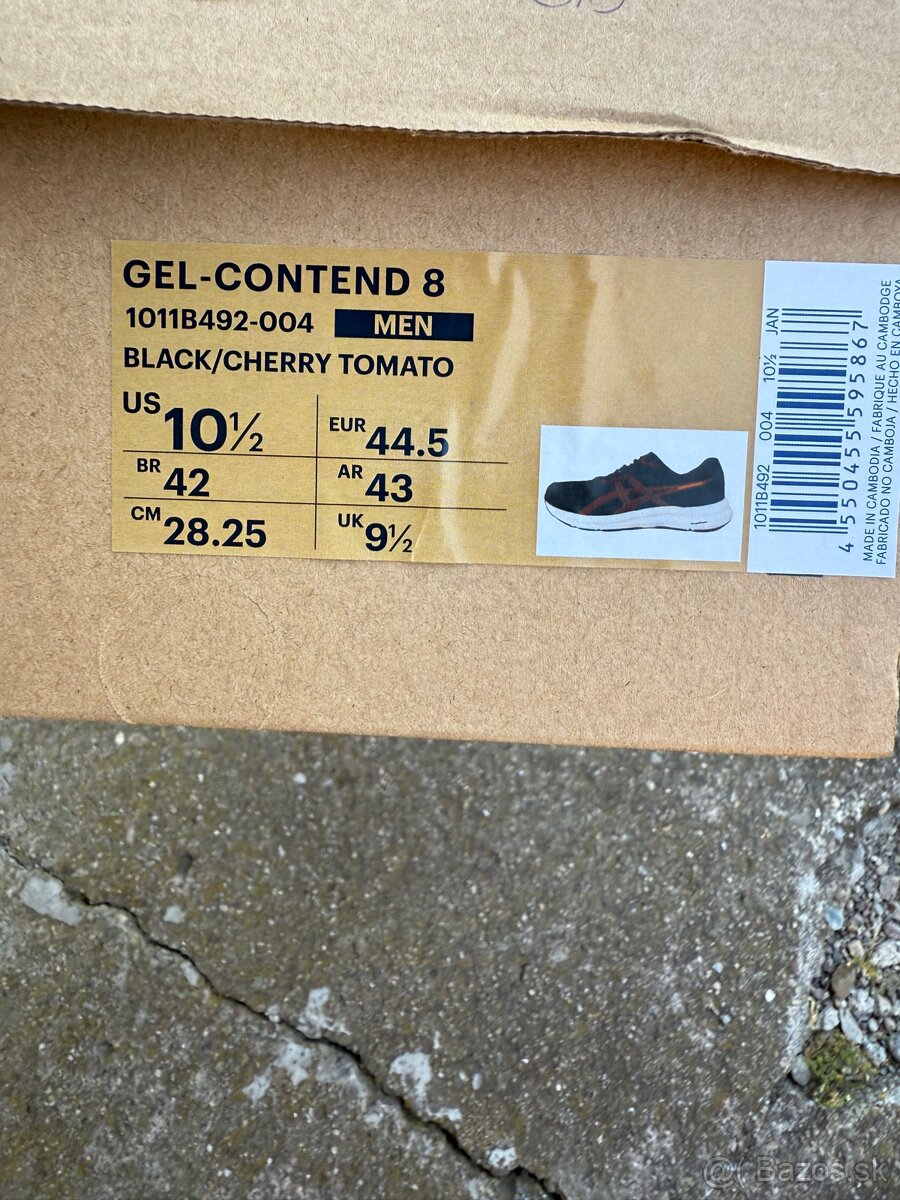 GEL-CONTEND 8
1011B492-004 MEN
BLACK/CHERRY TOMATO
US 10½ EUR 44.5
BR 42 AR 43
CM 28.25 UK 9½
1011B492 004 10½ JAN
4 550455 959586 7
MADE IN CAMBODIA / FABRIQUE AU CAMBODGE
FABRICADO NO CAMBOJA / HECHO EN CAMBOYA
@ Bazos.sk